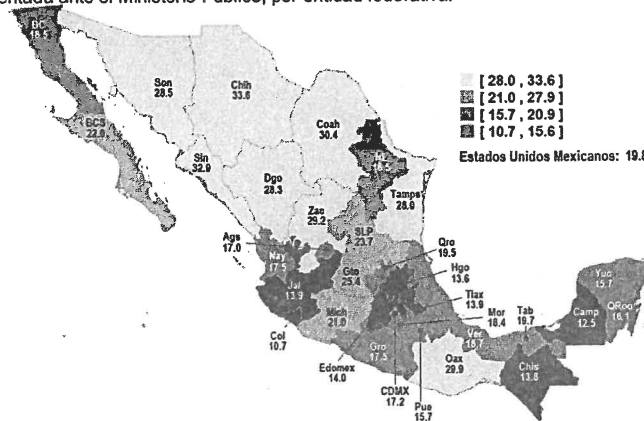 entada ante el Ministerio Público, por entidad federativa.
BC
18.5
Son
28.5
Chih
33.6
Coah
30.4
[ 28.0 , 33.6 ]
[ 21.0 , 27.9 ]
[ 15.7 , 20.9 ]
[ 10.7 , 15.6 ]
Estados Unidos Mexicanos: 19.8
BCS
22.9
Sin
32.9
Dgo
28.3
Zac
29.2
Tamps
28.0
SLP
23.7
Ags
17.0
Nay
17.5
Jal
13.9
Gto
25.4
Qro
19.5
Hgo
13.6
Tlax
13.9
Mor
18.4
Mich
21.0
Col
10.7
Edomex
14.0
Gro
17.5
CDMX
17.2
Pue
15.7
Ver
18.7
Oax
29.9
Tab
19.7
Chis
13.8
Camp
12.5
Yuc
15.7
QRoo
16.1